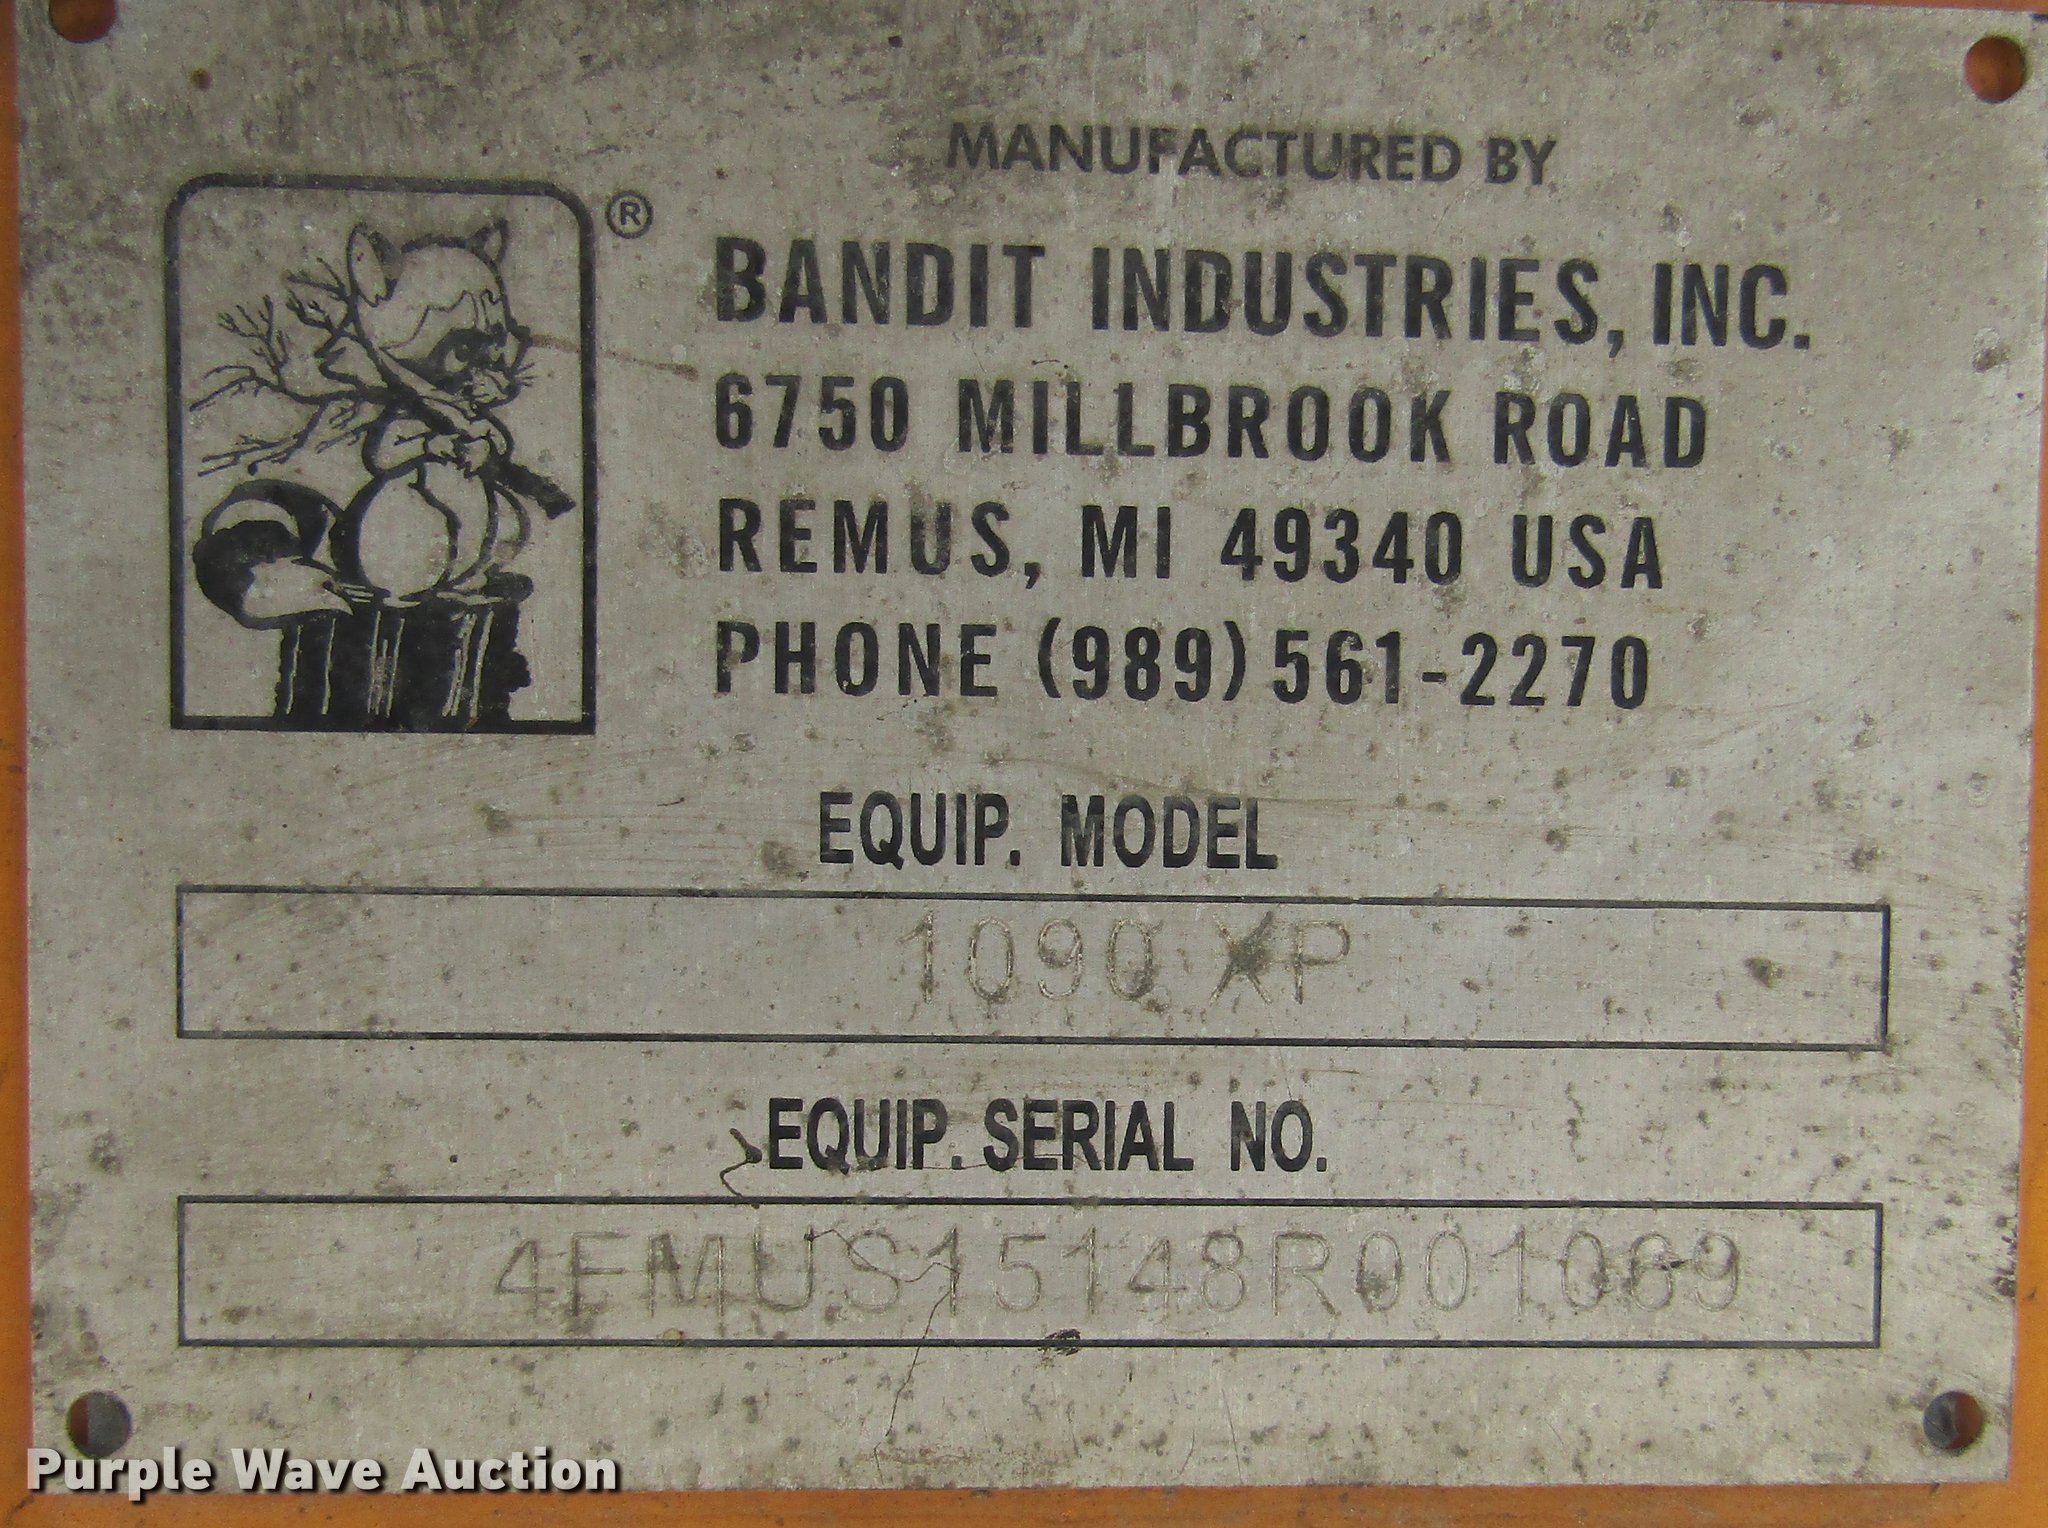 MANUFACTURED BY
®
BANDIT INDUSTRIES, INC.
6750 MILLBROOK ROAD
REMUS, MI 49340 USA
PHONE (989) 561-2270
EQUIP. MODEL
1090 XP
EQUIP. SERIAL NO.
4FMUS15148R001069
Purple Wave Auction